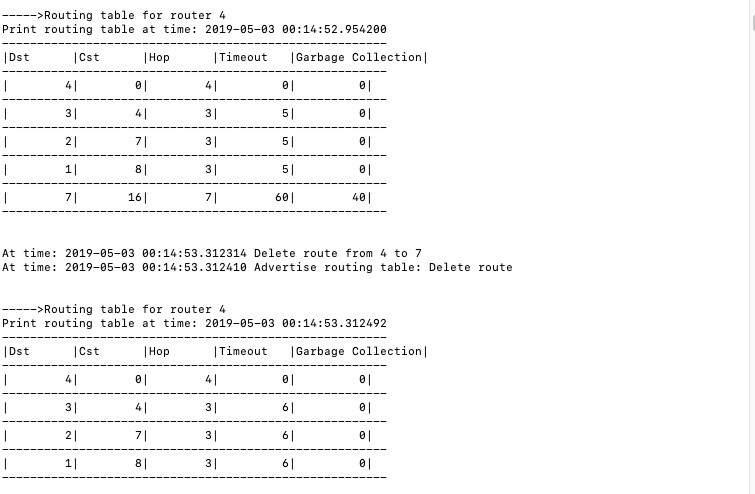 ----->Routing table for router 4
Print routing table at time: 2019-05-03 00:14:52.954200
-------------------------------------------------------
|Dst      |Cst      |Hop      |Timeout   |Garbage Collection|
-------------------------------------------------------
|        4|        0|        4|         0|         0|
-------------------------------------------------------
|        3|        4|        3|         5|         0|
-------------------------------------------------------
|        2|        7|        3|         5|         0|
-------------------------------------------------------
|        1|        8|        3|         5|         0|
-------------------------------------------------------
|        7|       16|        7|        60|        40|
-------------------------------------------------------
At time: 2019-05-03 00:14:53.312314 Delete route from 4 to 7
At time: 2019-05-03 00:14:53.312410 Advertise routing table: Delete route
----->Routing table for router 4
Print routing table at time: 2019-05-03 00:14:53.312492
-------------------------------------------------------
|Dst      |Cst      |Hop      |Timeout   |Garbage Collection|
-------------------------------------------------------
|        4|        0|        4|         0|         0|
-------------------------------------------------------
|        3|        4|        3|         6|         0|
-------------------------------------------------------
|        2|        7|        3|         6|         0|
-------------------------------------------------------
|        1|        8|        3|         6|         0|
-------------------------------------------------------